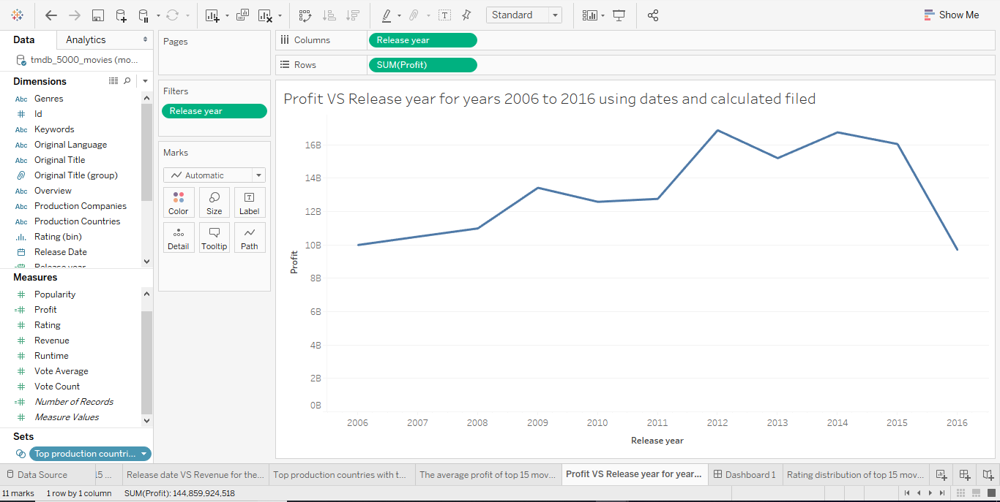 Standard
Show Me
Data
Analytics
tmdb_5000_movies (mo...
Dimensions
Abc Genres
# Id
Abc Keywords
Abc Original Language
Abc Original Title
Original Title (group)
Abc Overview
Abc Production Companies
Abc Production Countries
Rating (bin)
Release Date
Release year
Measures
# Popularity
=# Profit
# Rating
# Revenue
# Runtime
# Vote Average
# Vote Count
=# Number of Records
# Measure Values
Sets
Top production countri...
Pages
Filters
Release year
Marks
Automatic
Color Size Label
Detail Tooltip Path
Columns Release year
Rows SUM(Profit)
Profit VS Release year for years 2006 to 2016 using dates and calculated filed
16B
14B
12B
10B
8B
6B
4B
2B
0B
Profit
2006 2007 2008 2009 2010 2011 2012 2013 2014 2015 2016
Release year
Data Source 15 ... Release date VS Revenue for the... Top production countries with t... The average profit of top 15 mov... Profit VS Release year for year... Dashboard 1 Rating distribution of top 15 mov...
11 marks 1 row by 1 column SUM(Profit): 144,859,924,518